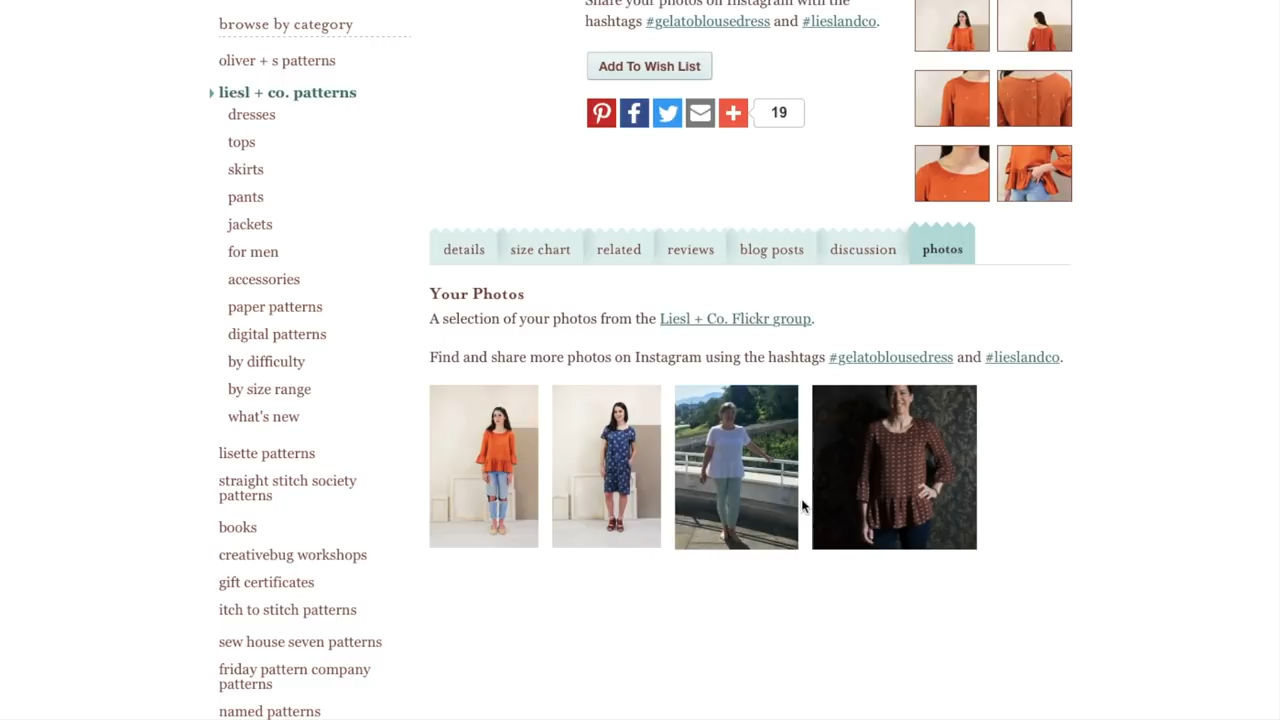 browse by category
oliver + s patterns
liesl + co. patterns
dresses
tops
skirts
pants
jackets
for men
accessories
paper patterns
digital patterns
by difficulty
by size range
what's new
lisette patterns
straight stitch society
patterns
books
creativebug workshops
gift certificates
itch to stitch patterns
sew house seven patterns
friday pattern company
patterns
named patterns
Share your photos on Instagram with the
hashtags #gelatoblousedress and #lieslandco.
Add To Wish List
19
details size chart related reviews blog posts discussion photos
Your Photos
A selection of your photos from the Liesl + Co. Flickr group.
Find and share more photos on Instagram using the hashtags #gelatoblousedress and #lieslandco.